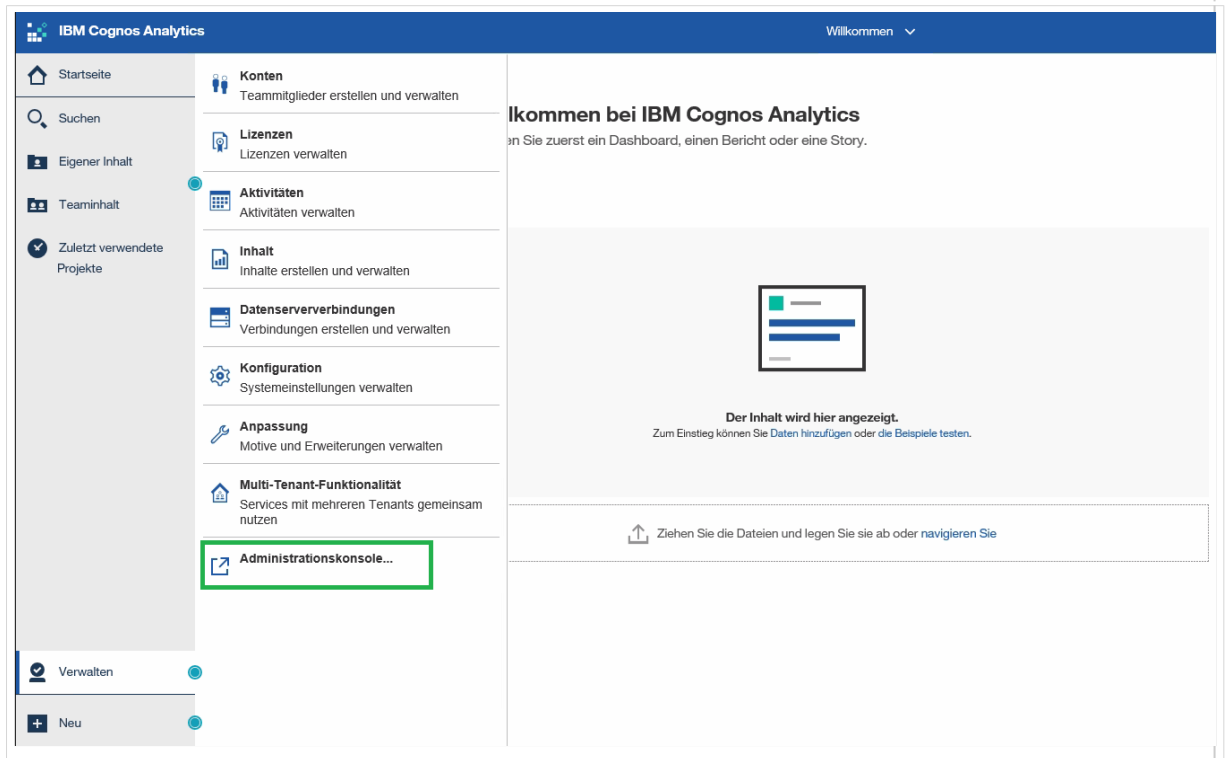 IBM Cognos Analytics
Willkommen
Startseite
Suchen
Eigener Inhalt
Teaminhalt
Zuletzt verwendete
Projekte
Verwalten
Neu
Konten
Teammitglieder erstellen und verwalten
Lizenzen
Lizenzen verwalten
Aktivitäten
Aktivitäten verwalten
Inhalt
Inhalte erstellen und verwalten
Datenserververbindungen
Verbindungen erstellen und verwalten
Konfiguration
Systemeinstellungen verwalten
Anpassung
Motive und Erweiterungen verwalten
Multi-Tenant-Funktionalität
Services mit mehreren Tenants gemeinsam
nutzen
Administrationskonsole...
lkommen bei IBM Cognos Analytics
en Sie zuerst ein Dashboard, einen Bericht oder eine Story.
Der Inhalt wird hier angezeigt.
Zum Einstieg können Sie Daten hinzufügen oder die Beispiele testen.
Ziehen Sie die Dateien und legen Sie sie ab oder navigieren Sie